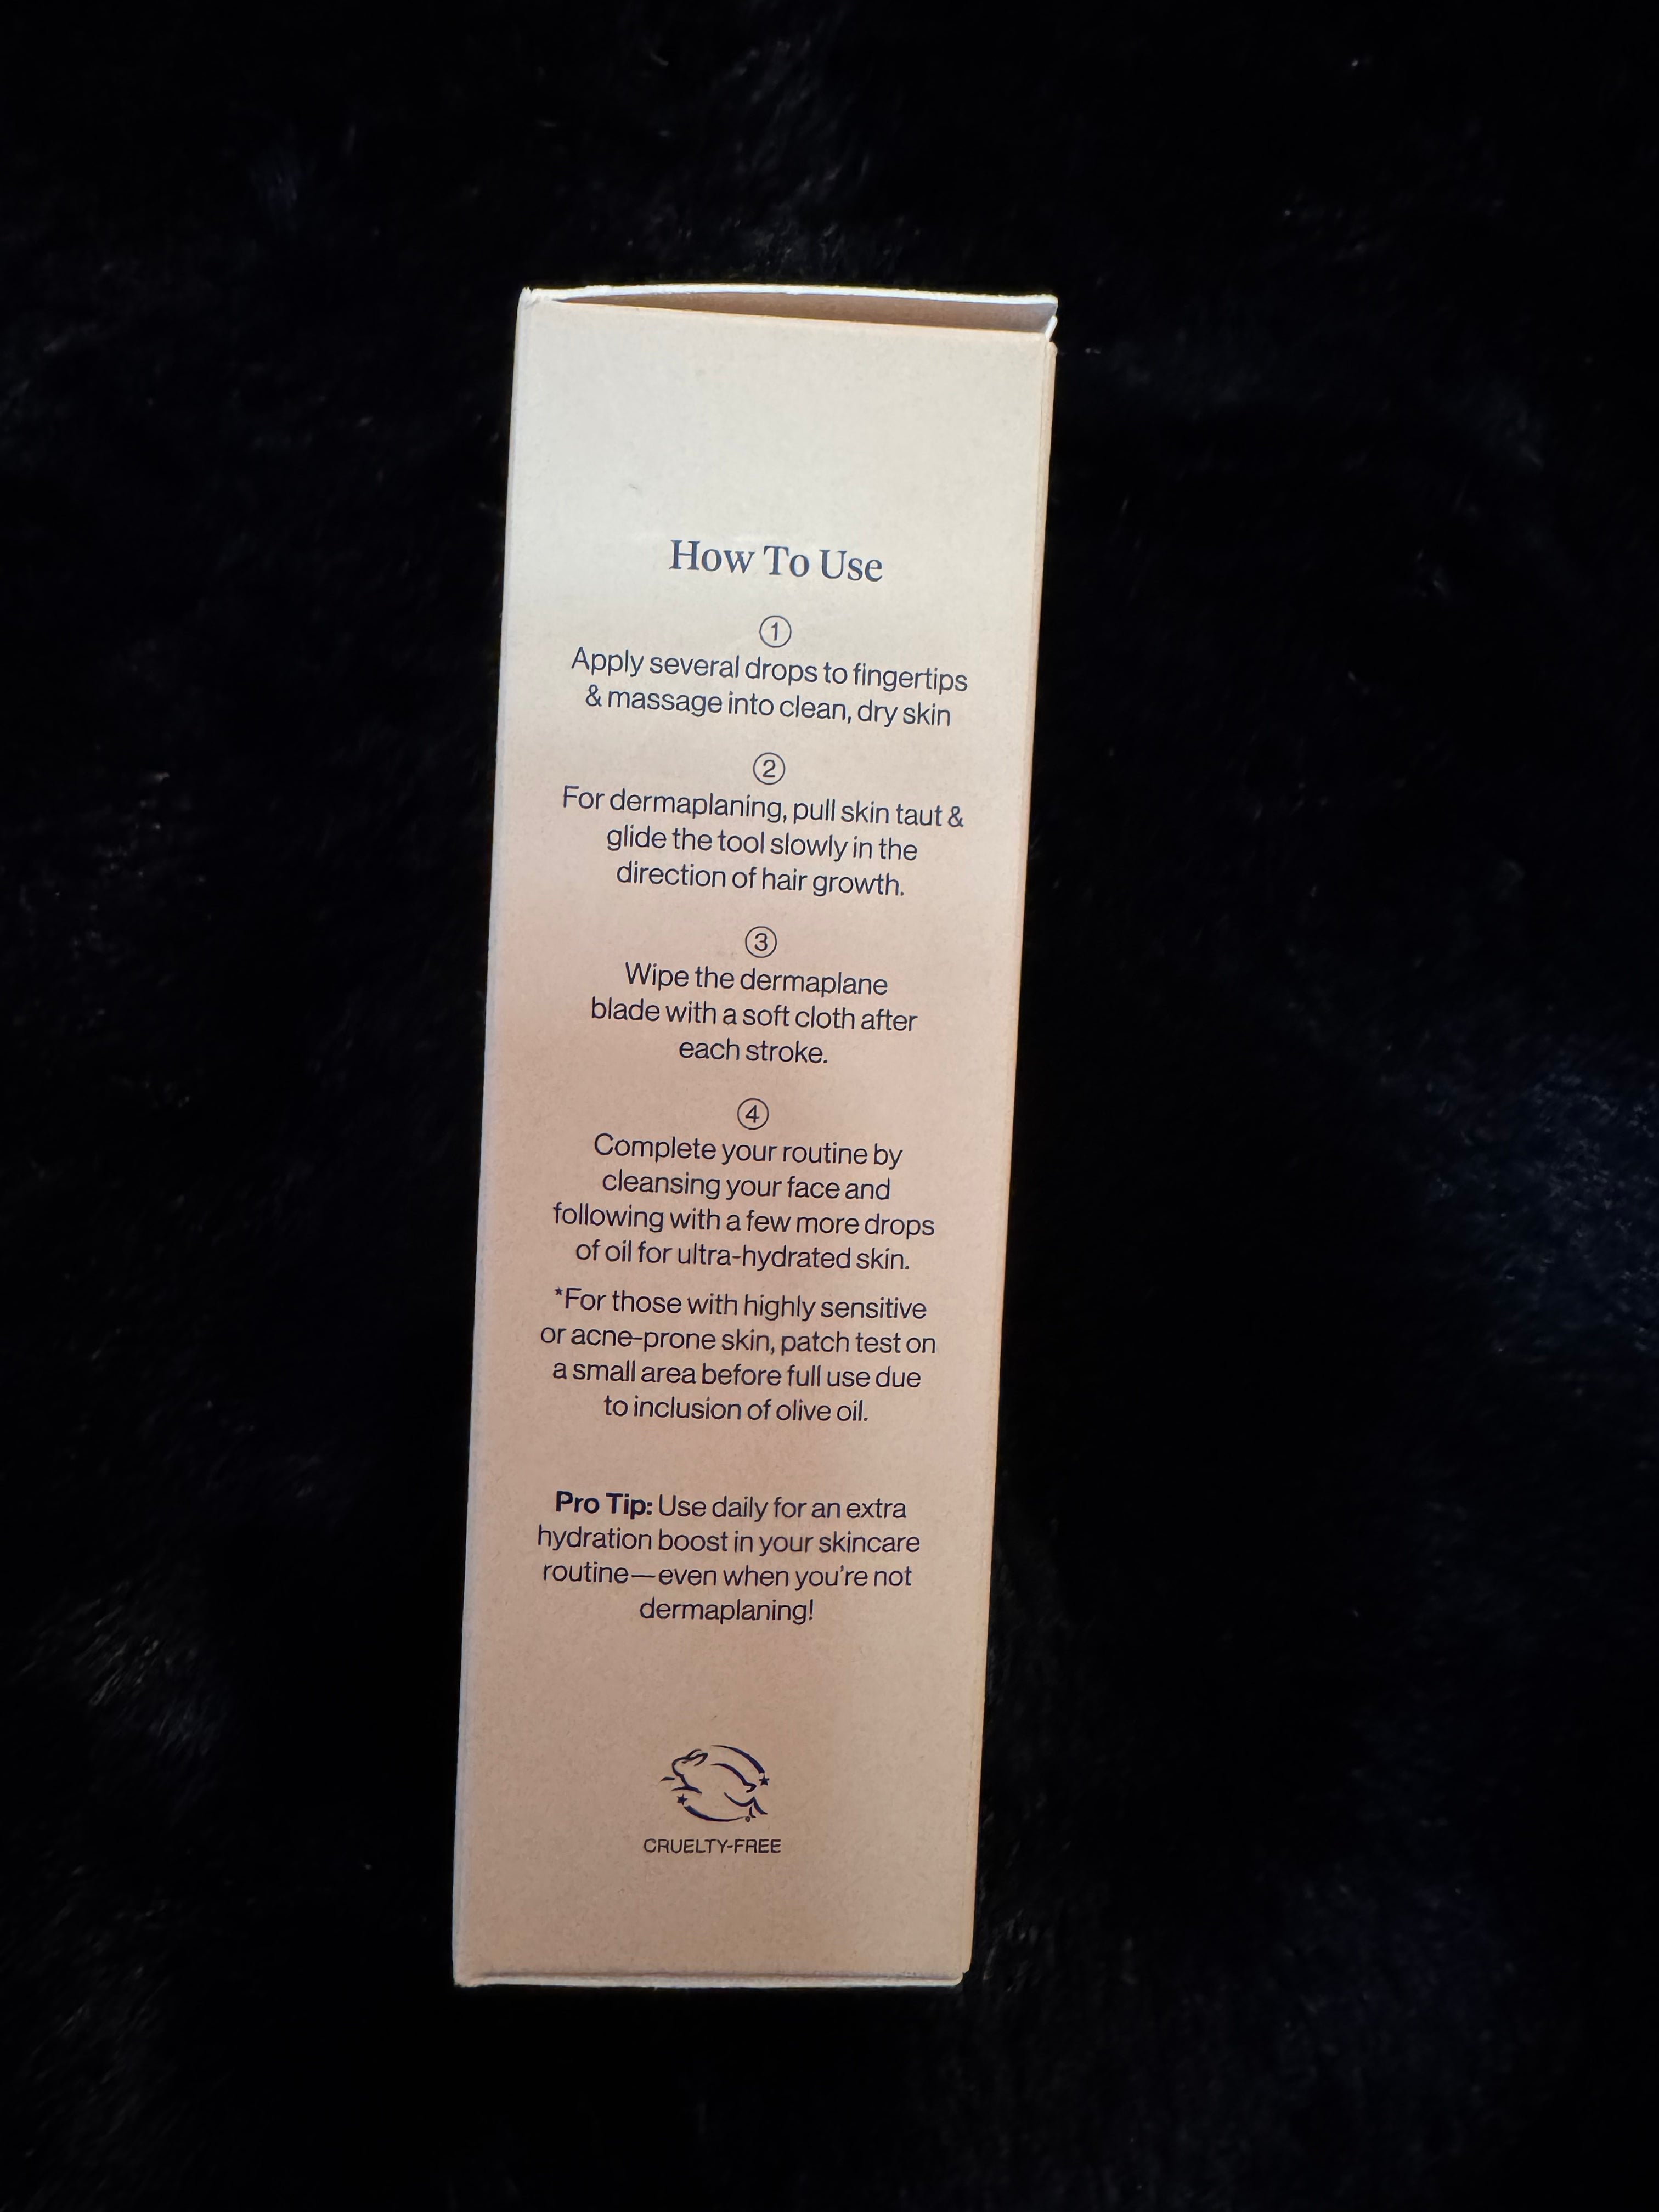 How To Use
1
Apply several drops to fingertips
& massage into clean, dry skin
2
For dermaplaning, pull skin taut &
glide the tool slowly in the
direction of hair growth.
3
Wipe the dermaplane
blade with a soft cloth after
each stroke.
4
Complete your routine by
cleansing your face and
following with a few more drops
of oil for ultra-hydrated skin.
*For those with highly sensitive
or acne-prone skin, patch test on
a small area before full use due
to inclusion of olive oil.
Pro Tip: Use daily for an extra
hydration boost in your skincare
routine—even when you're not
dermaplaning!
CRUELTY-FREE